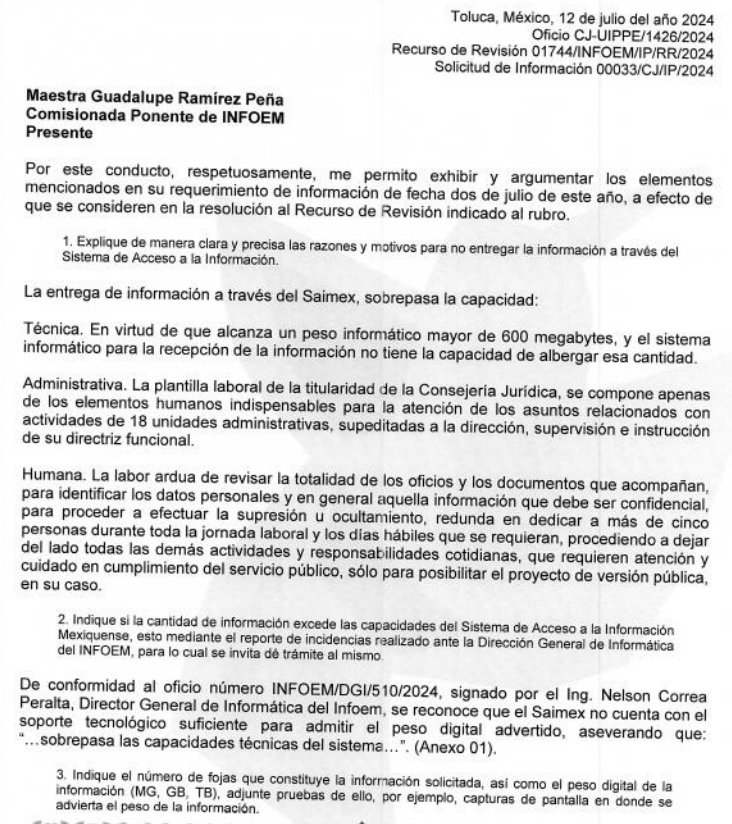 Toluca, México, 12 de julio del año 2024
Oficio CJ-UIPPE/1426/2024
Recurso de Revisión 01744/INFOEM/IP/RR/2024
Solicitud de Información 00033/CJ/IP/2024
Maestra Guadalupe Ramírez Peña
Comisionada Ponente de INFOEM
Presente
Por este conducto, respetuosamente, me permito exhibir y argumentar los elementos
mencionados en su requerimiento de información de fecha dos de julio de este año, a efecto de
que se consideren en la resolución al Recurso de Revisión indicado al rubro.
1. Explique de manera clara y precisa las razones y motivos para no entregar la información a través del
Sistema de Acceso a la Información.
La entrega de información a través del Saimex, sobrepasa la capacidad:
Técnica. En virtud de que alcanza un peso informático mayor de 600 megabytes, y el sistema
informático para la recepción de la información no tiene la capacidad de albergar esa cantidad.
Administrativa. La plantilla laboral de la titularidad de la Consejería Jurídica, se compone apenas
de los elementos humanos indispensables para la atención de los asuntos relacionados con
actividades de 18 unidades administrativas, supeditadas a la dirección, supervisión e instrucción
de su directriz funcional.
Humana. La labor ardua de revisar la totalidad de los oficios y los documentos que acompañan,
para identificar los datos personales y en general aquella información que debe ser confidencial,
para proceder a efectuar la supresión u ocultamiento, redunda en dedicar a más de cinco
personas durante toda la jornada laboral y los días hábiles que se requieran, procediendo a dejar
del lado todas las demás actividades y responsabilidades cotidianas, que requieren atención y
cuidado en cumplimiento del servicio público, sólo para posibilitar el proyecto de versión pública,
en su caso.
2. Indique si la cantidad de información excede las capacidades del Sistema de Acceso a la Información
Mexiquense, esto mediante el reporte de incidencias realizado ante la Dirección General de Informática
del INFOEM, para lo cual se invita dé trámite al mismo.
De conformidad al oficio número INFOEM/DGI/510/2024, signado por el Ing. Nelson Correa
Peralta, Director General de Informática del Infoem, se reconoce que el Saimex no cuenta con el
soporte tecnológico suficiente para admitir el peso digital advertido, aseverando que:
“...sobrepasa las capacidades técnicas del sistema...”. (Anexo 01).
3. Indique el número de fojas que constituye la información solicitada, así como el peso digital de la
información (MG, GB, TB), adjunte pruebas de ello, por ejemplo, capturas de pantalla en donde se
advierta el peso de la información.